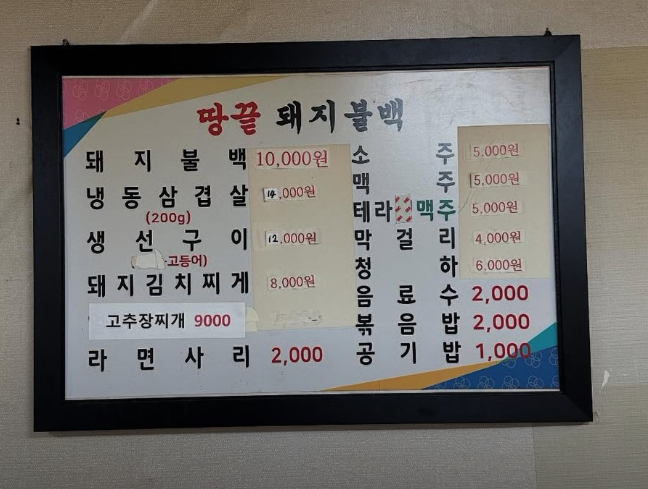 땅끝 돼지불백
돼지불백 10,000원
냉동삼겹살 14,000원
(200g)
생선구이 12,000원
고등어)
돼지김치찌게 8,000원
고추장찌개 9000
라면사리 2,000
소주 5,000원
맥주 5,000원
테라 맥주 5,000원
막걸리 4,000원
청하 6,000원
음료수 2,000
볶음밥 2,000
공기밥 1,000